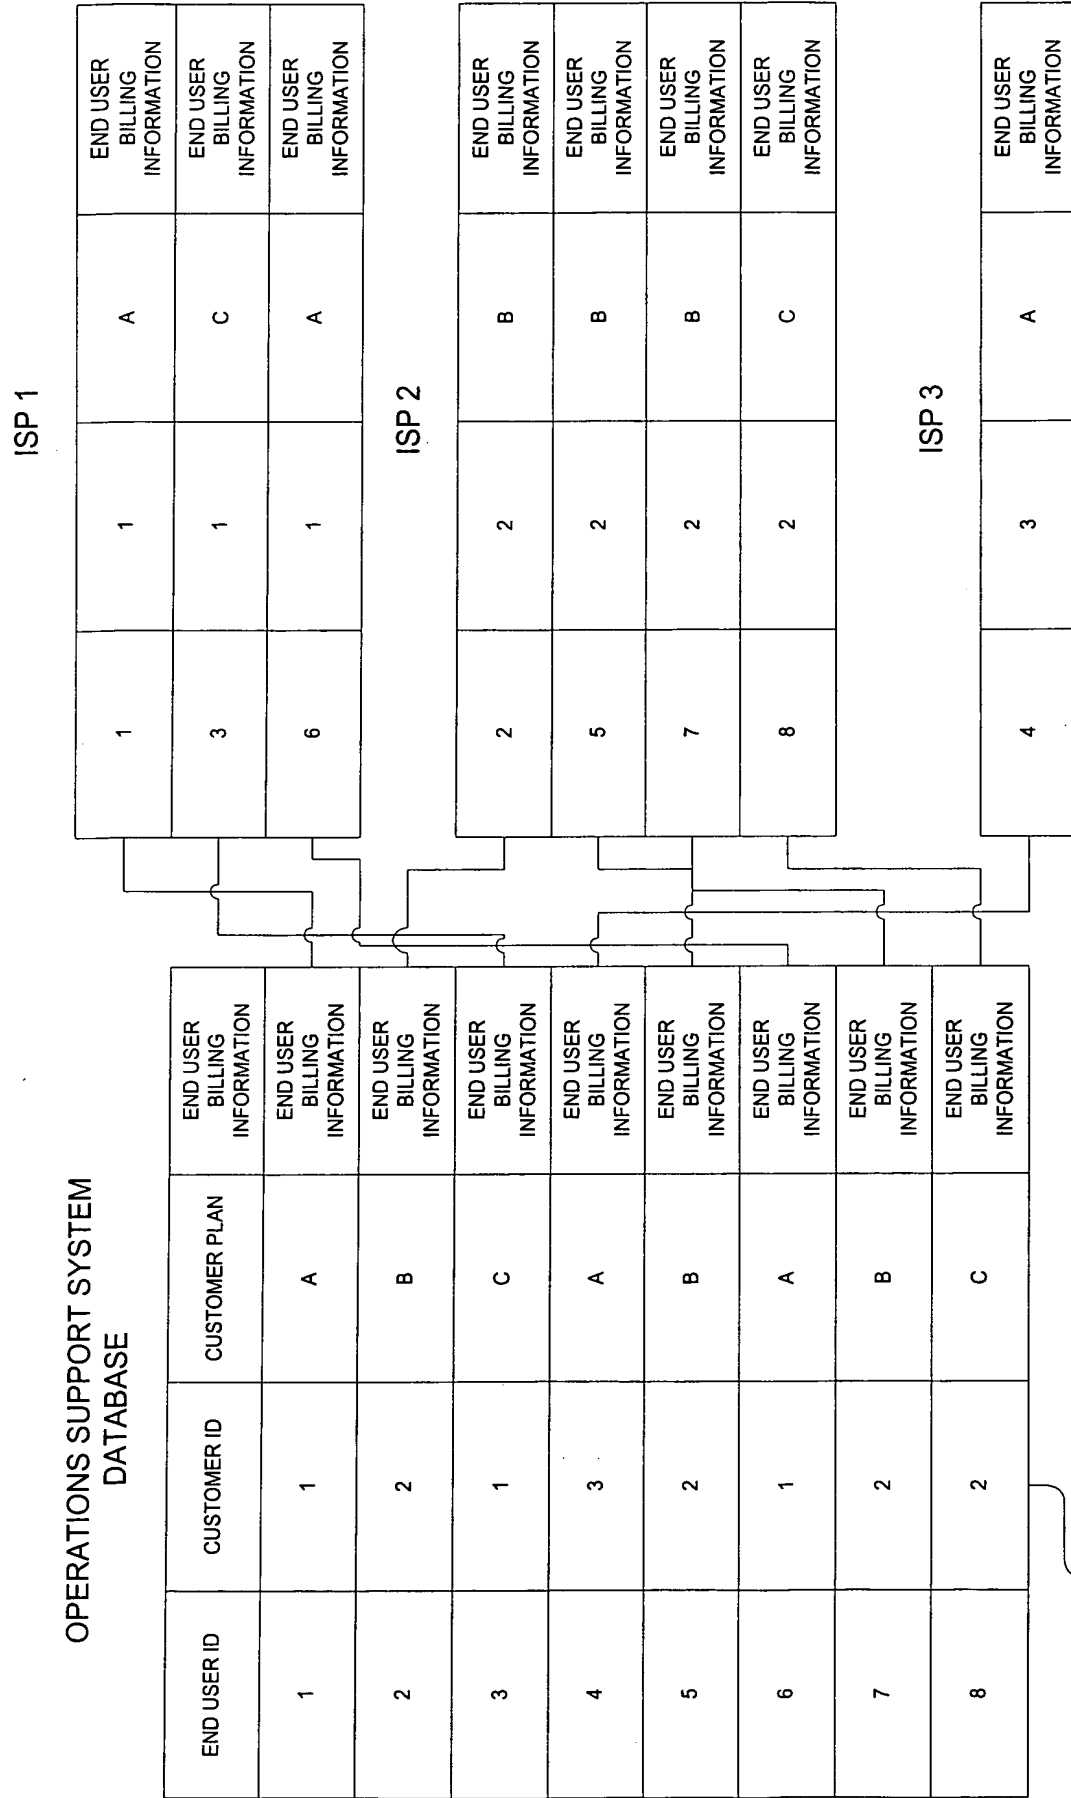 OPERATIONS SUPPORT SYSTEM
DATABASE
END USER ID
CUSTOMER ID
CUSTOMER PLAN
END USER
BILLING
INFORMATION
1
1
A
END USER
BILLING
INFORMATION
2
2
B
END USER
BILLING
INFORMATION
3
1
C
END USER
BILLING
INFORMATION
4
3
A
END USER
BILLING
INFORMATION
5
2
B
END USER
BILLING
INFORMATION
6
1
A
END USER
BILLING
INFORMATION
7
2
B
END USER
BILLING
INFORMATION
8
2
C
END USER
BILLING
INFORMATION
ISP 1
1
1
A
END USER
BILLING
INFORMATION
3
1
C
END USER
BILLING
INFORMATION
6
1
A
END USER
BILLING
INFORMATION
ISP 2
2
2
B
END USER
BILLING
INFORMATION
5
2
B
END USER
BILLING
INFORMATION
7
2
B
END USER
BILLING
INFORMATION
8
2
C
END USER
BILLING
INFORMATION
ISP 3
4
3
A
END USER
BILLING
INFORMATION